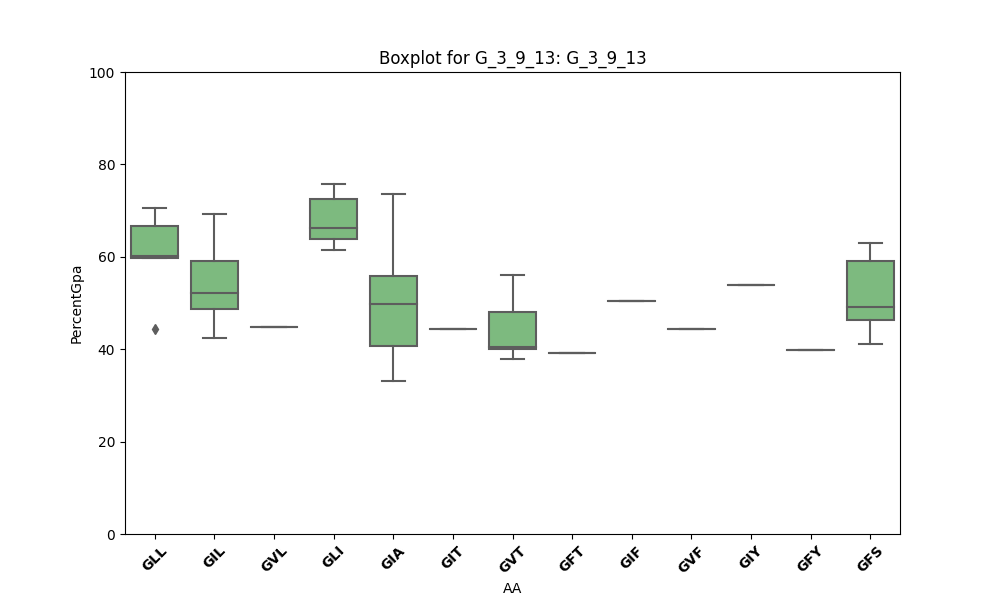 Boxplot for G_3_9_13: G_3_9_13
100
80
60
40
20
0
PercentGpa
GLL
GIL
GVL
GLI
GIA
GIT
GVT
GFT
GIF
GVF
GIY
GFY
GFS
AA